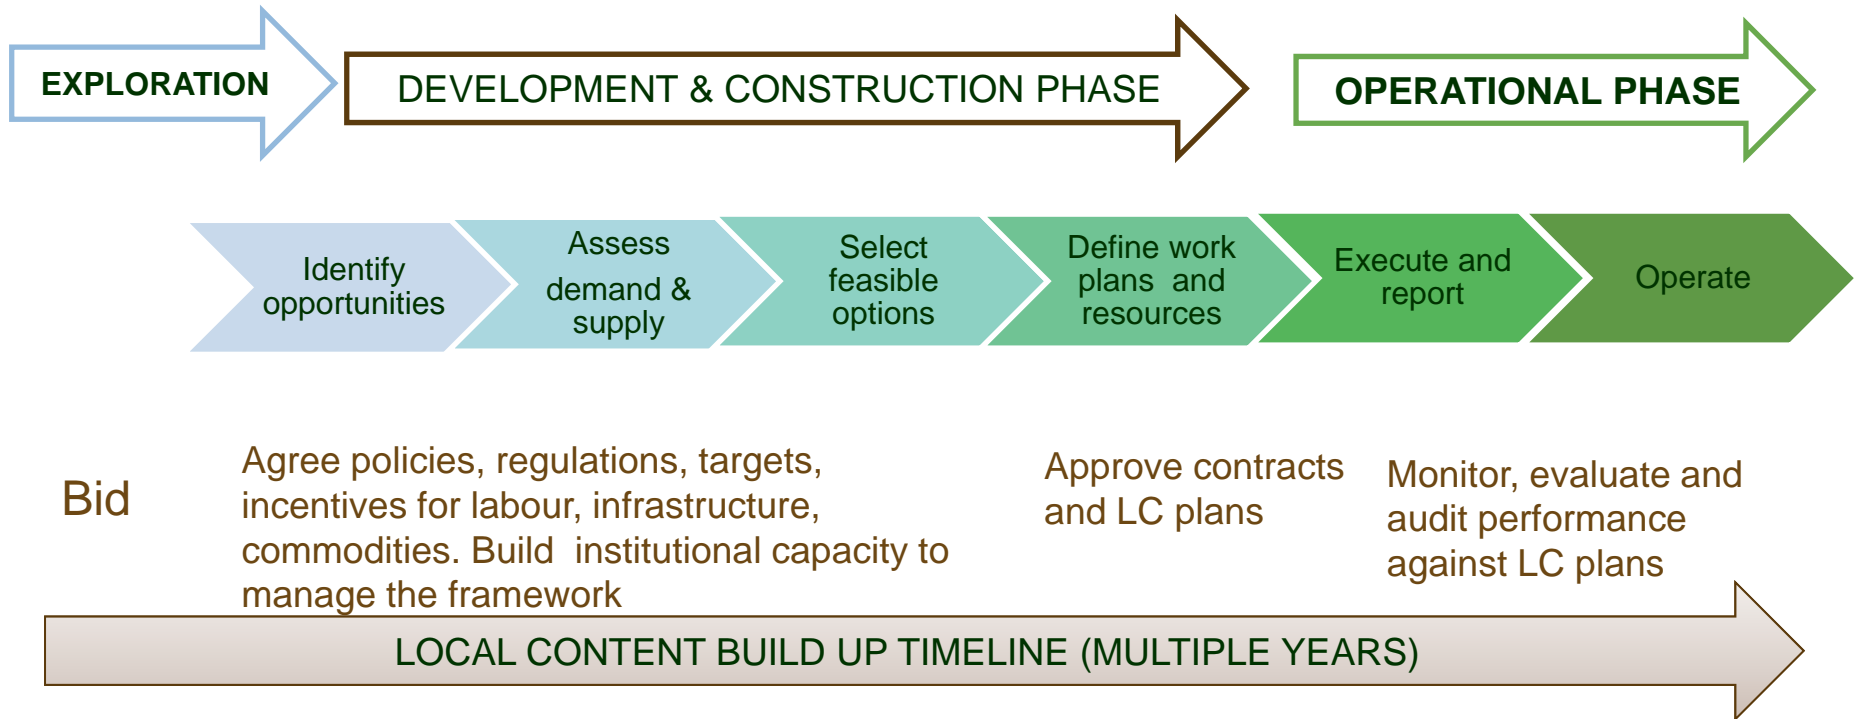 EXPLORATION
DEVELOPMENT & CONSTRUCTION PHASE
OPERATIONAL PHASE
Identify
opportunities
Assess
demand &
supply
Select
feasible
options
Define work
plans and
resources
Execute and
report
Operate
Bid
Agree policies, regulations, targets,
incentives for labour, infrastructure,
commodities. Build institutional capacity to
manage the framework
Approve contracts
and LC plans
Monitor, evaluate and
audit performance
against LC plans
LOCAL CONTENT BUILD UP TIMELINE (MULTIPLE YEARS)